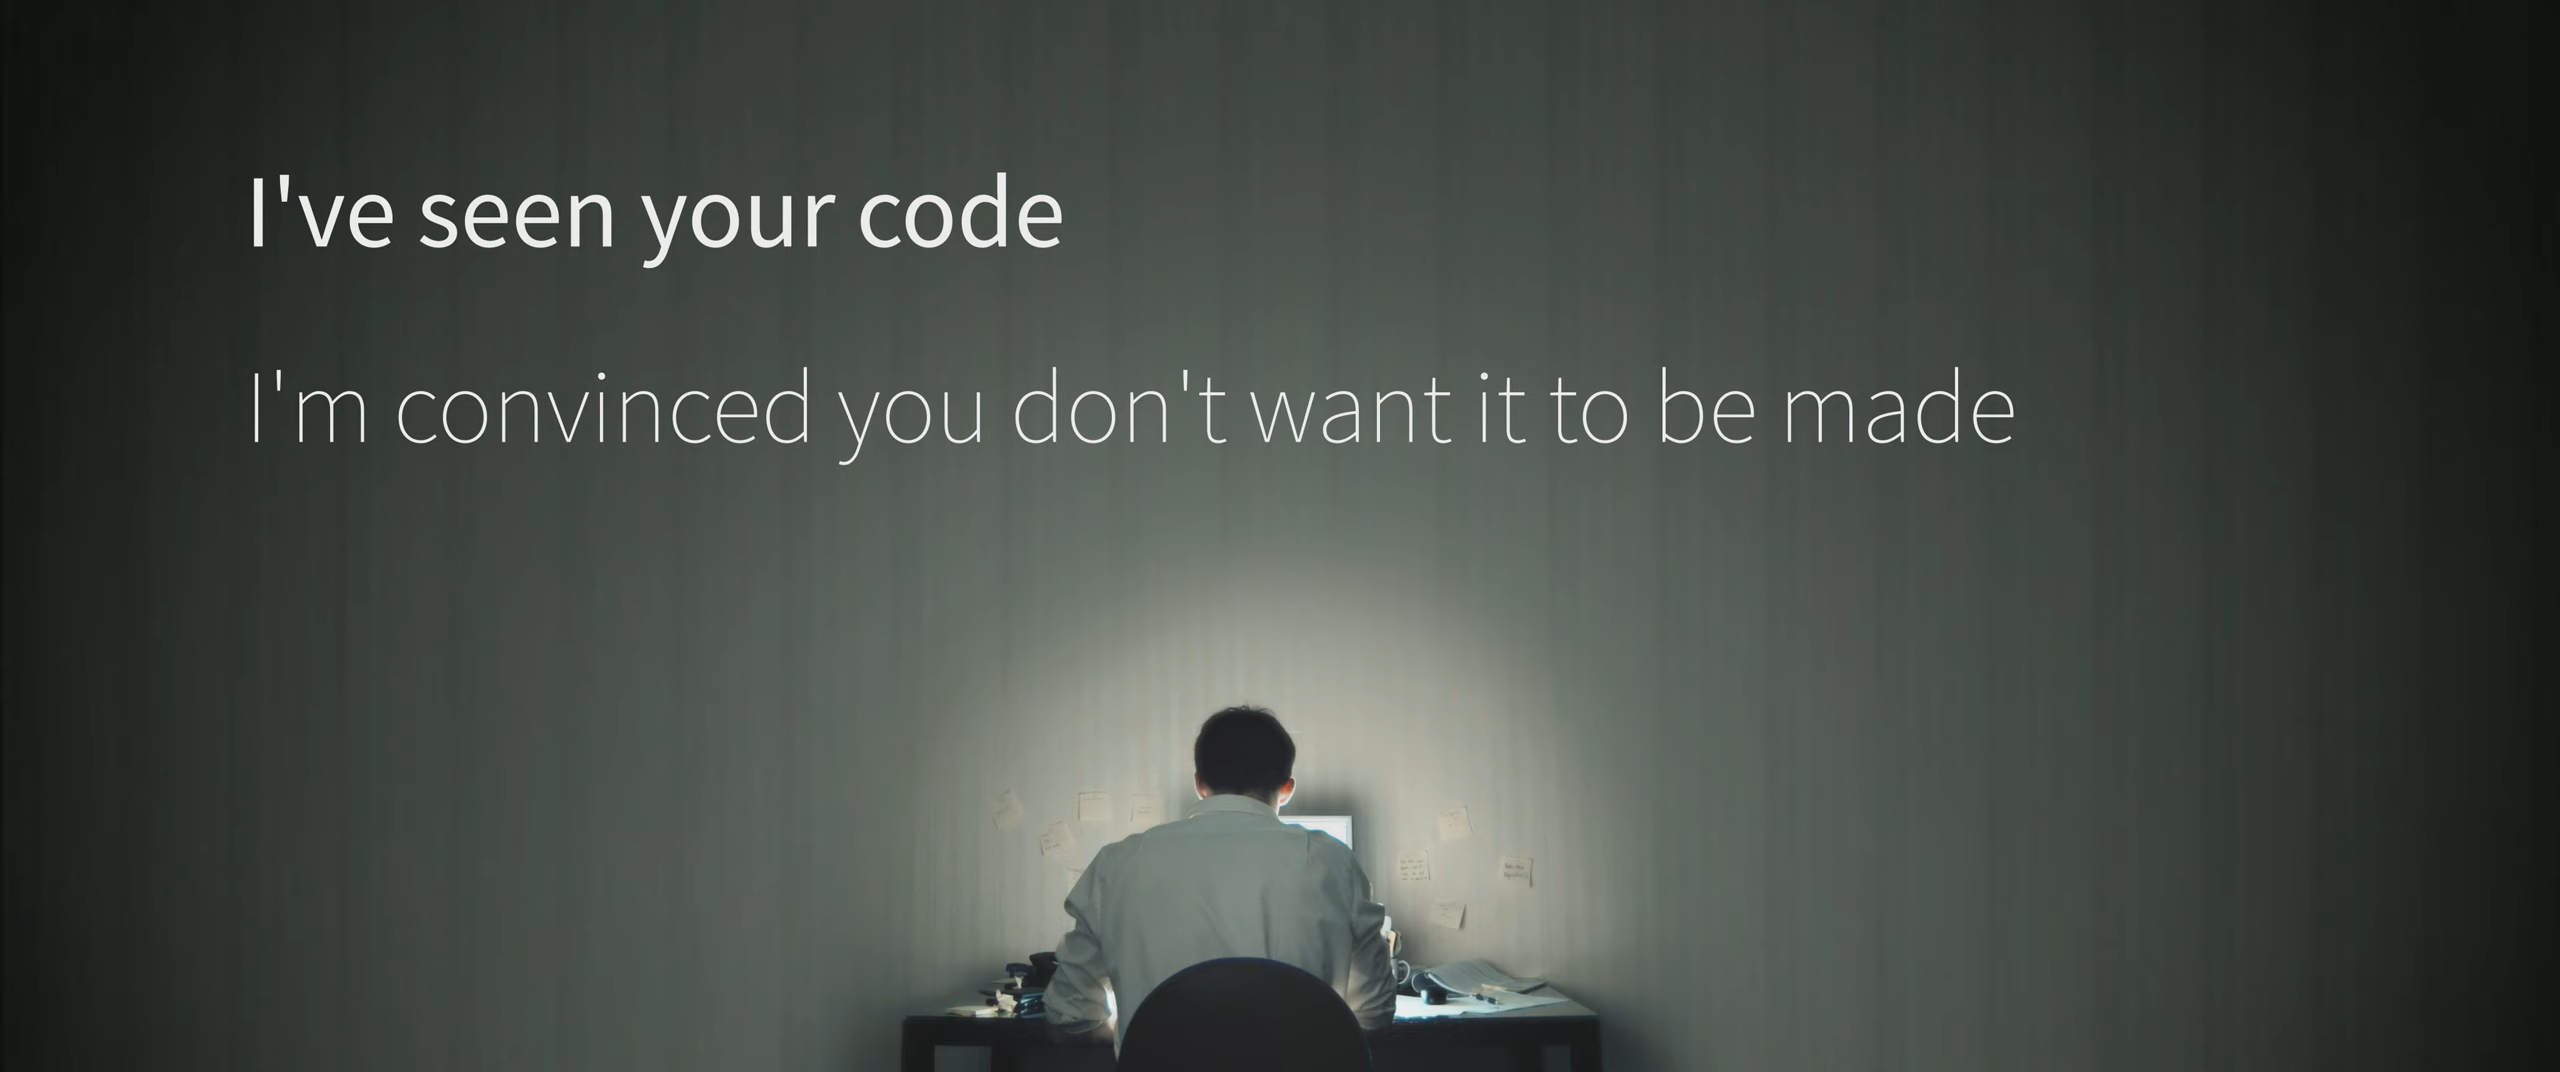 I've seen your code
I'm convinced you don't want it to be made